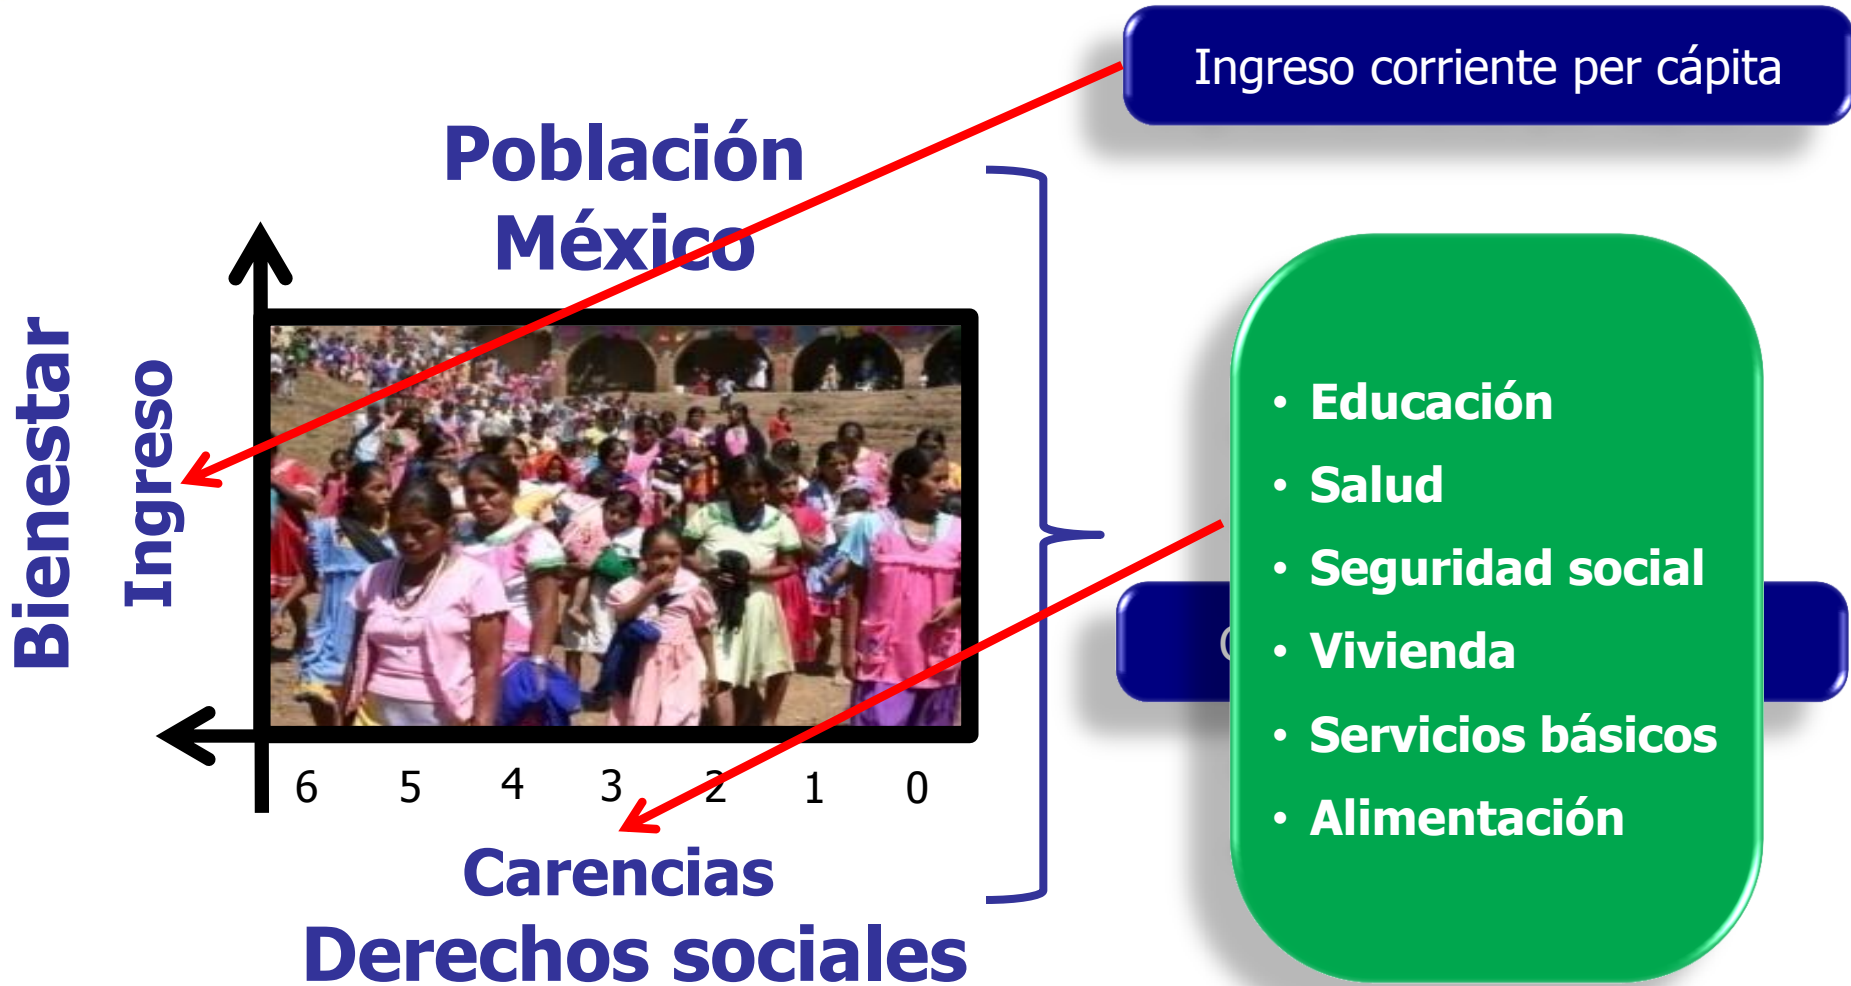 Ingreso corriente per cápita
Población
México
Bienestar
Ingreso
6 5 4 3 2 1 0
Carencias
Derechos sociales
• Educación
• Salud
• Seguridad social
• Vivienda
• Servicios básicos
• Alimentación